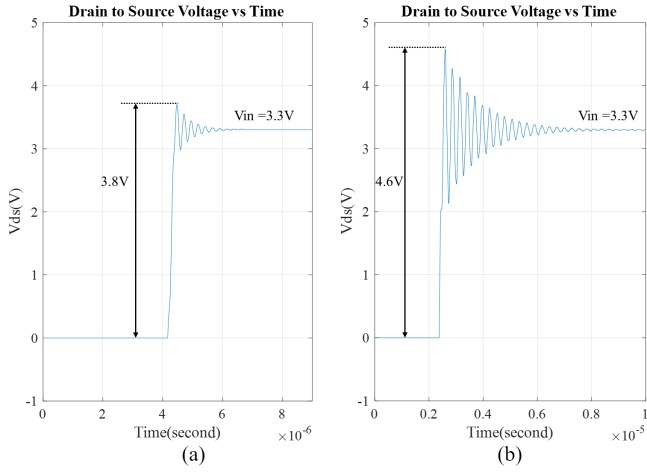 Drain to Source Voltage vs Time
5
4
3
2
1
0
-1
Vds(V)
3.8V
Vin =3.3V
0 2 4 6 8
Time(second)
×10^-6
(a)
Drain to Source Voltage vs Time
5
4
3
2
1
0
-1
Vds(V)
4.6V
Vin =3.3V
0 0.2 0.4 0.6 0.8 1
Time(second)
×10^-5
(b)